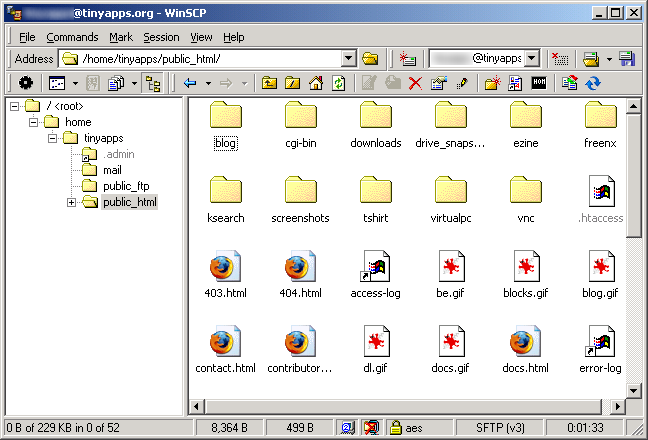 @tinyapps.org - WinSCP
File Commands Mark Session View Help
Address /home/tinyapps/public_html/ @tinyapps
HOM
/ <root>
home
tinyapps
.admin
mail
public_ftp
public_html
blog cgi-bin downloads drive_snaps... ezine freenx
ksearch screenshots tshirt virtualpc vnc .htaccess
403.html 404.html access-log be.gif blocks.gif blog.gif
contact.html contributor... dl.gif docs.gif docs.html error-log
0 B of 229 KB in 0 of 52 8,364 B 499 B aes SFTP (v3) 0:01:33